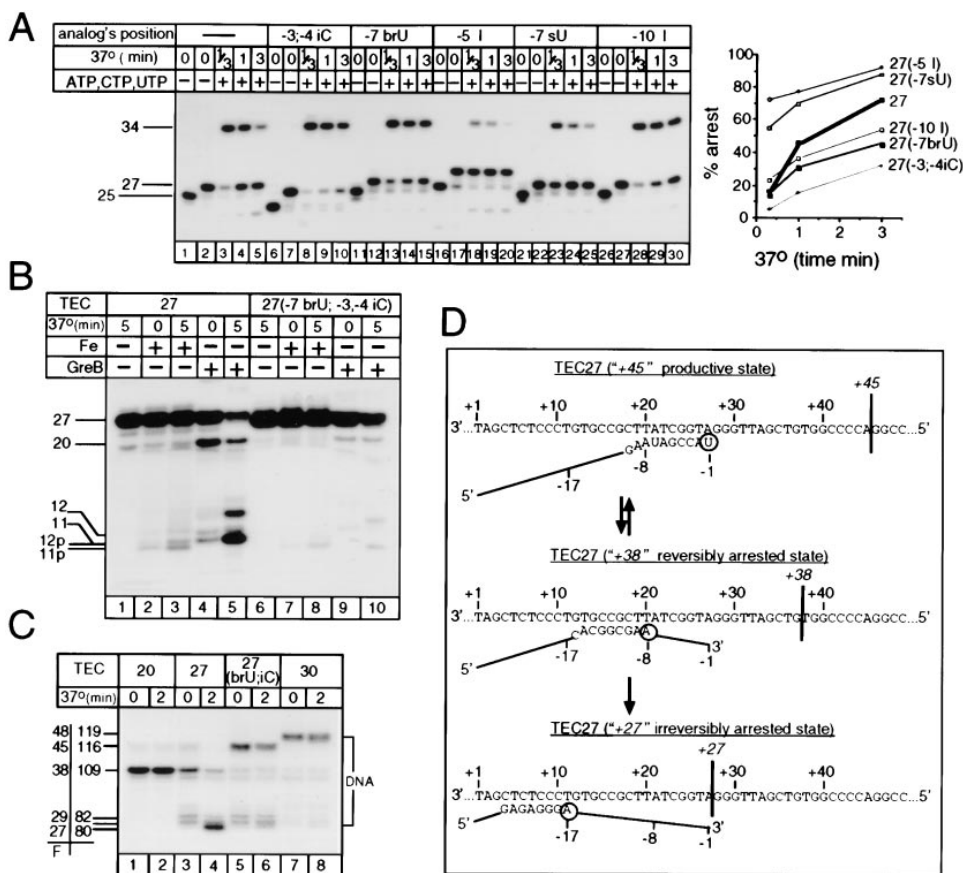 A
analog's position — -3;-4 iC -7 brU -5 I -7 sU -10 I
37º (min) 0 0 ⅓ 1 3 0 0 ⅓ 1 3 0 0 ⅓ 1 3 0 0 ⅓ 1 3 0 0 ⅓ 1 3 0 0 ⅓ 1 3
ATP,CTP,UTP − − + + + − − + + + − − + + + − − + + + − − + + + − − + + +
34
27
25
1 2 3 4 5 6 7 8 9 10 11 12 13 14 15 16 17 18 19 20 21 22 23 24 25 26 27 28 29 30
% arrest
100
80
60
40
20
0
0 1 2 3
37º (time min)
27(-5 I)
27(-7sU)
27
27(-10 I)
27(-7brU)
27(-3;-4iC)
B
TEC 27 27(-7 brU; -3,-4 iC)
37º(min) 5 0 5 0 5 5 0 5 0 5
Fe − + + − − − + + − −
GreB − − − + + − − − + +
27
20
12
11
12p
11p
1 2 3 4 5 6 7 8 9 10
C
TEC 20 27 27 (brU;iC) 30
37º(min) 0 2 0 2 0 2 0 2
48 119
45 116
38 109
29 82
27 80
F
DNA
1 2 3 4 5 6 7 8
D
TEC27 ("+45" productive state)
+45
+1 +10 +20 +30 +40
3' ...TAGCTCTCCCTGTGCCGCTTATCGGTAGGGTTAGCTGTGGCCCCAGGCC... 5'
GAAUAGCCAU
-17 -8 -1
5'
TEC27 ("+38" reversibly arrested state)
+38
+1 +10 +20 +30 +40
3' ...TAGCTCTCCCTGTGCCGCTTATCGGTAGGGTTAGCTGTGGCCCCAGGCC... 5'
CACGGCGAA
3'
-17 -8 -1
5'
TEC27 ("+27" irreversibly arrested state)
+27
+1 +10 +20 +30 +40
3' ...TAGCTCTCCCTGTGCCGCTTATCGGTAGGGTTAGCTGTGGCCCCAGGCC... 5'
GAGAGGGA
3'
5' -17 -8 -1